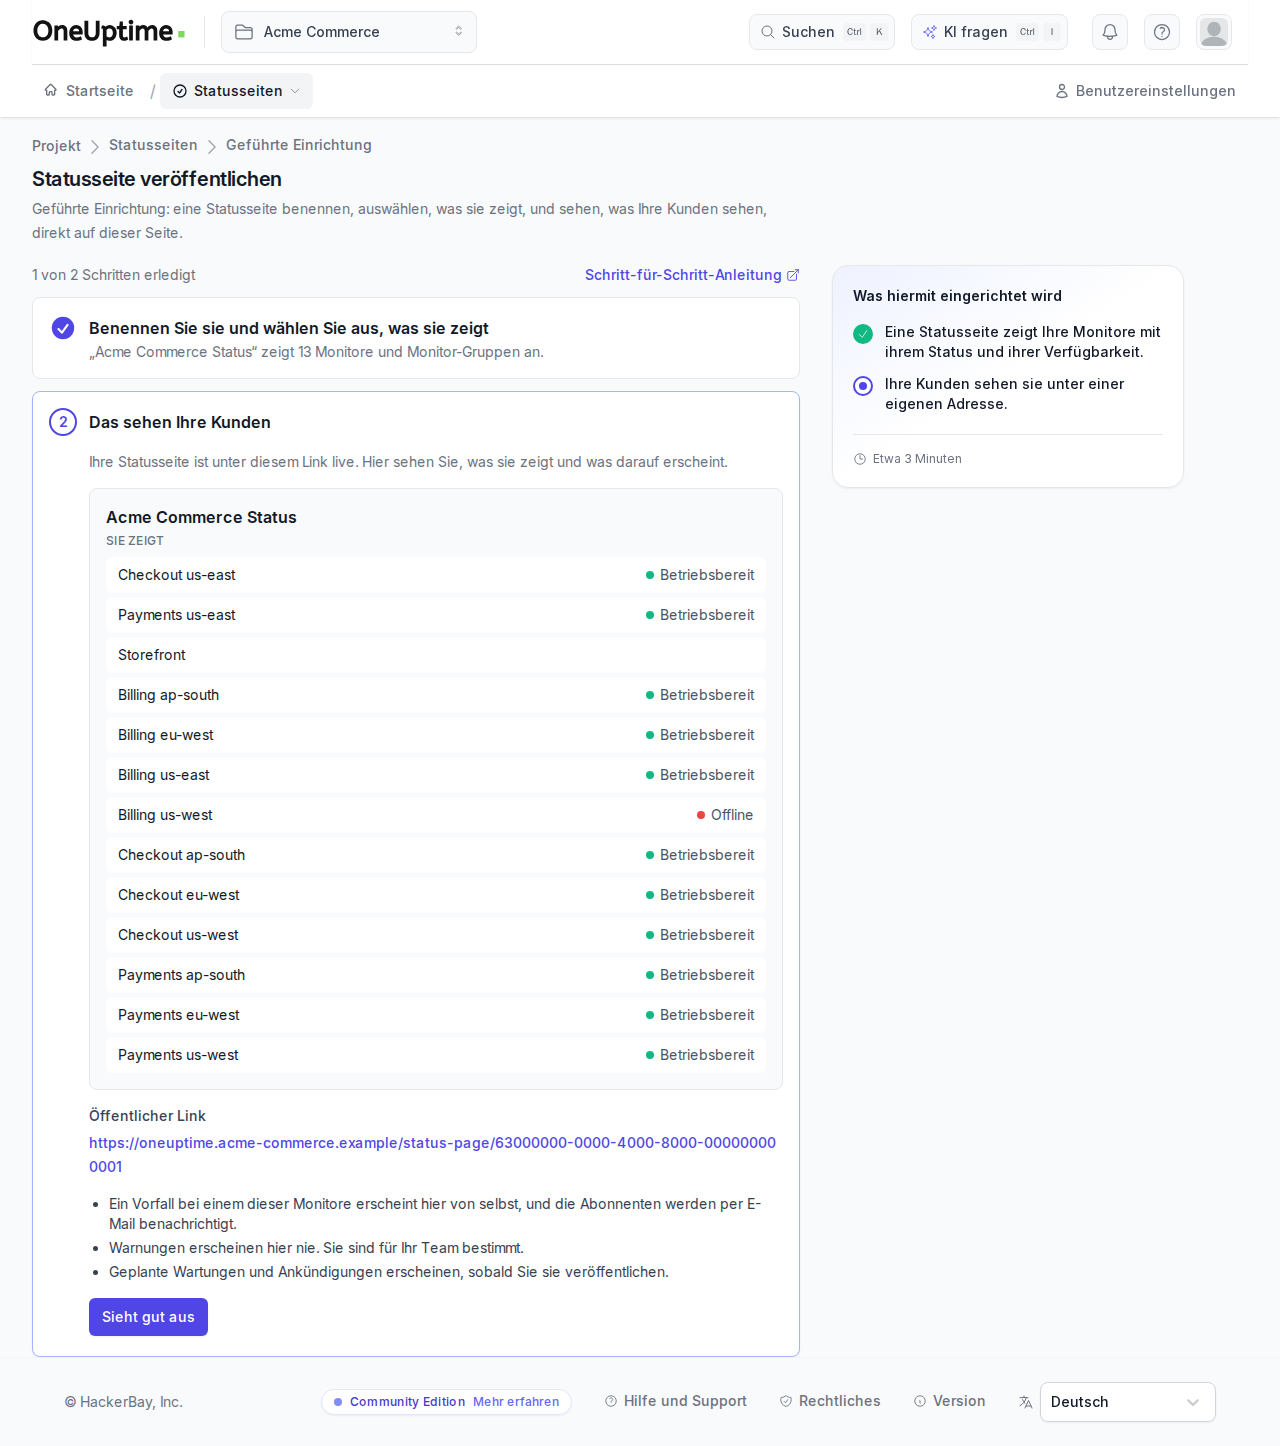 OneUptime
Acme Commerce
Suchen Ctrl K
KI fragen Ctrl I
Startseite / Statusseiten
Benutzereinstellungen
Projekt Statusseiten Geführte Einrichtung
Statusseite veröffentlichen
Geführte Einrichtung: eine Statusseite benennen, auswählen, was sie zeigt, und sehen, was Ihre Kunden sehen,
direkt auf dieser Seite.
1 von 2 Schritten erledigt
Schritt-für-Schritt-Anleitung
Benennen Sie sie und wählen Sie aus, was sie zeigt
„Acme Commerce Status“ zeigt 13 Monitore und Monitor-Gruppen an.
2 Das sehen Ihre Kunden
Ihre Statusseite ist unter diesem Link live. Hier sehen Sie, was sie zeigt und was darauf erscheint.
Acme Commerce Status
SIE ZEIGT
Checkout us-east Betriebsbereit
Payments us-east Betriebsbereit
Storefront
Billing ap-south Betriebsbereit
Billing eu-west Betriebsbereit
Billing us-east Betriebsbereit
Billing us-west Offline
Checkout ap-south Betriebsbereit
Checkout eu-west Betriebsbereit
Checkout us-west Betriebsbereit
Payments ap-south Betriebsbereit
Payments eu-west Betriebsbereit
Payments us-west Betriebsbereit
Öffentlicher Link
https://oneuptime.acme-commerce.example/status-page/63000000-0000-4000-8000-00000000
0001
Ein Vorfall bei einem dieser Monitore erscheint hier von selbst, und die Abonnenten werden per E-
Mail benachrichtigt.
Warnungen erscheinen hier nie. Sie sind für Ihr Team bestimmt.
Geplante Wartungen und Ankündigungen erscheinen, sobald Sie sie veröffentlichen.
Sieht gut aus
Was hiermit eingerichtet wird
Eine Statusseite zeigt Ihre Monitore mit
ihrem Status und ihrer Verfügbarkeit.
Ihre Kunden sehen sie unter einer
eigenen Adresse.
Etwa 3 Minuten
© HackerBay, Inc.
Community Edition Mehr erfahren
Hilfe und Support
Rechtliches
Version
Deutsch